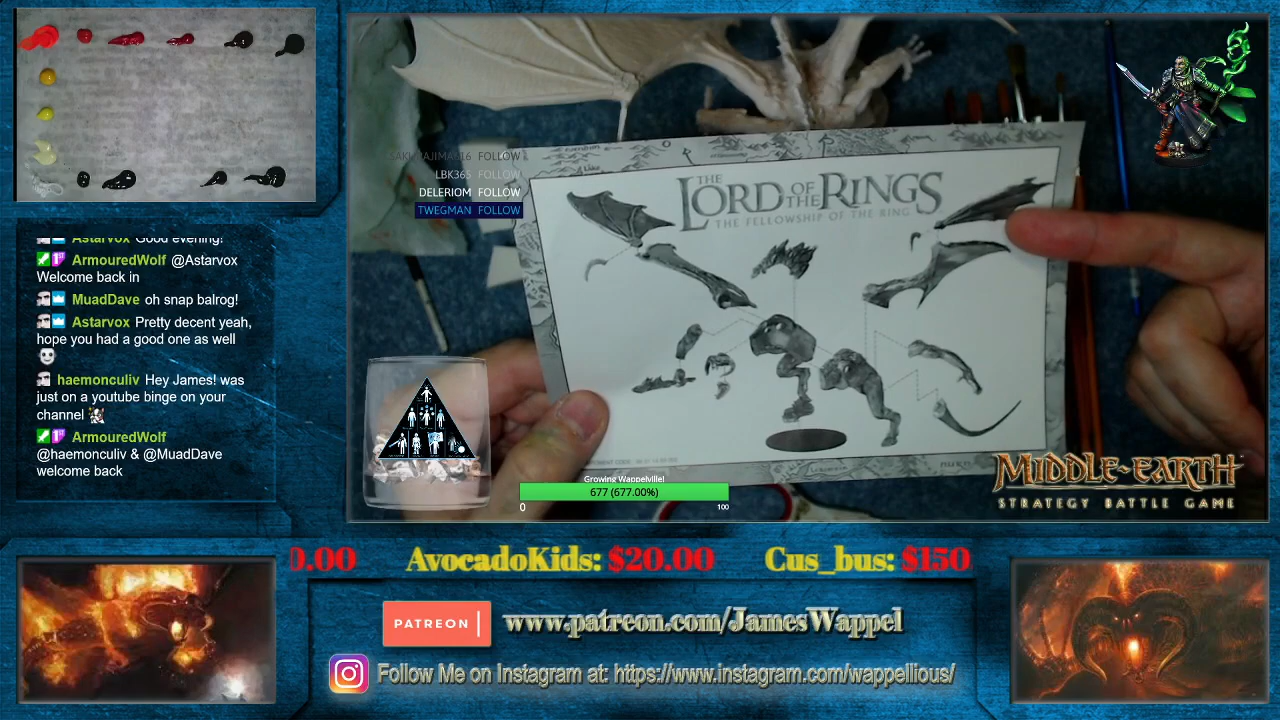 Astarvox Good evening!
ArmouredWolf @Astarvox
Welcome back in
MuadDave oh snap balrog!
Astarvox Pretty decent yeah,
hope you had a good one as well
haemonculiv Hey James! was
just on a youtube binge on your
channel
ArmouredWolf
@haemonculiv & @MuadDave
welcome back
FOLLOW
LBK365 FOLLOW
DELERIOM FOLLOW
TWEGMAN FOLLOW
THE LORD OF THE RINGS
THE FELLOWSHIP OF THE RING
Growing Wappelville!
677 (677.00%)
0 100
MIDDLE-EARTH
STRATEGY BATTLE GAME
0.00 AvocadoKids: $20.00 Cus_bus: $150
PATREON www.patreon.com/JamesWappel
Follow Me on Instagram at: https://www.instagram.com/wappellious/